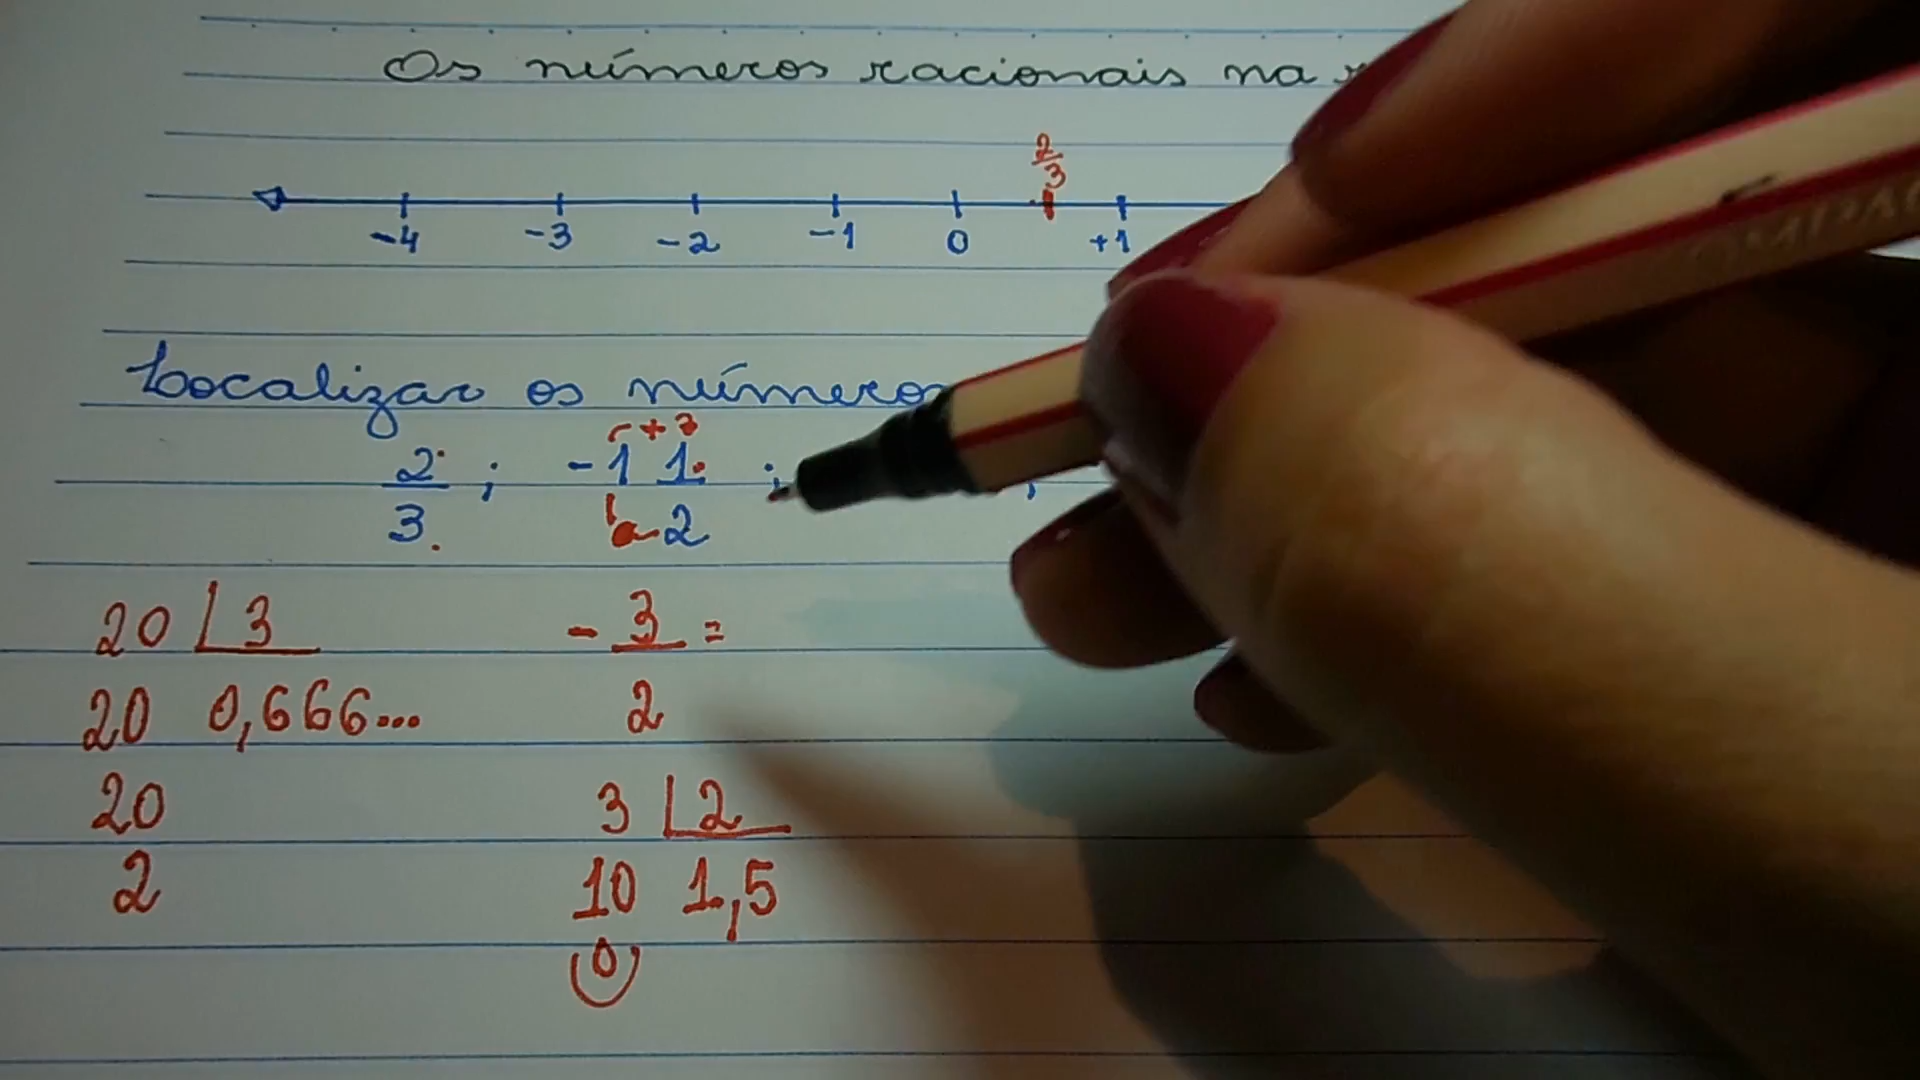 Os números racionais na
2/3
-4 -3 -2 -1 0 +1
Localizar os números
2/3 ; -1 1/2 ; ;
20 3 - 3/2 =
20 0,666...
20 3 2
2 10 1,5
0